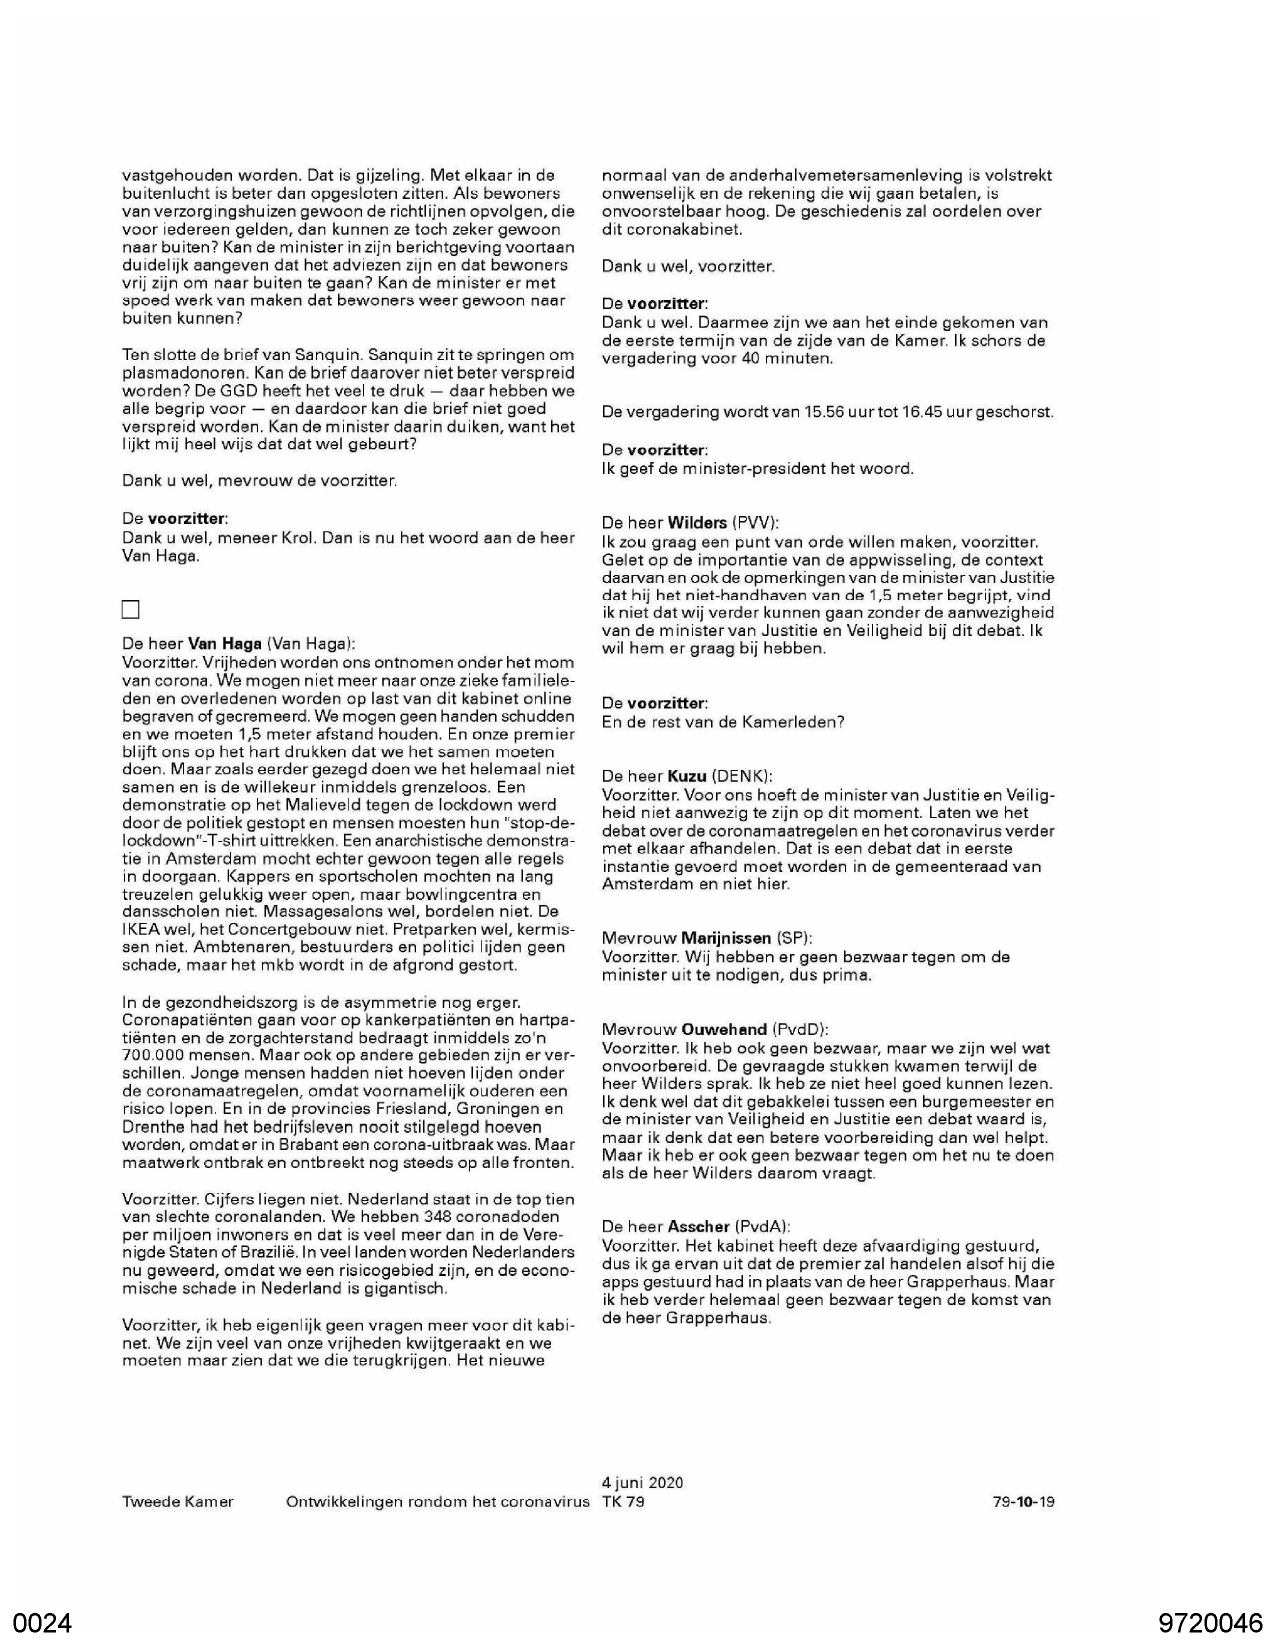 vastgehouden worden. Dat is gijzeling. Met elkaar in de
buitenlucht is beter dan opgesloten zitten. Als bewoners
van verzorgingshuizen gewoon de richtlijnen opvolgen, die
voor iedereen gelden, dan kunnen ze toch zeker gewoon
naar buiten? Kan de minister in zijn berichtgeving voortaan
duidelijk aangeven dat het adviezen zijn en dat bewoners
vrij zijn om naar buiten te gaan? Kan de minister er met
spoed werk van maken dat bewoners weer gewoon naar
buiten kunnen?
Ten slotte de brief van Sanquin. Sanquin zit te springen om
plasmadonoren. Kan de brief daarover niet beter verspreid
worden? De GGD heeft het veel te druk — daar hebben we
alle begrip voor — en daardoor kan die brief niet goed
verspreid worden. Kan de minister daarin duiken, want het
lijkt mij heel wijs dat dat wel gebeurt?
Dank u wel, mevrouw de voorzitter.
De voorzitter:
Dank u wel, meneer Krol. Dan is nu het woord aan de heer
Van Haga.
De heer Van Haga (Van Haga):
Voorzitter. Vrijheden worden ons ontnomen onder het mom
van corona. We mogen niet meer naar onze zieke familiele-
den en overledenen worden op last van dit kabinet online
begraven of gecremeerd. We mogen geen handen schudden
en we moeten 1,5 meter afstand houden. En onze premier
blijft ons op het hart drukken dat we het samen moeten
doen. Maar zoals eerder gezegd doen we het helemaal niet
samen en is de willekeur inmiddels grenzeloos. Een
demonstratie op het Malieveld tegen de lockdown werd
door de politiek gestopt en mensen moesten hun "stop-de-
lockdown"-T-shirt uittrekken. Een anarchistische demonstra-
tie in Amsterdam mocht echter gewoon tegen alle regels
in doorgaan. Kappers en sportscholen mochten na lang
treuzelen gelukkig weer open, maar bowlingcentra en
dansscholen niet. Massagesalons wel, bordelen niet. De
IKEA wel, het Concertgebouw niet. Pretparken wel, kermis-
sen niet. Ambtenaren, bestuurders en politici lijden geen
schade, maar het mkb wordt in de afgrond gestort.
In de gezondheidszorg is de asymmetrie nog erger.
Coronapatiënten gaan voor op kankerpatiënten en hartpa-
tiënten en de zorgachterstand bedraagt inmiddels zo'n
700.000 mensen. Maar ook op andere gebieden zijn er ver-
schillen. Jonge mensen hadden niet hoeven lijden onder
de coronamaatregelen, omdat voornamelijk ouderen een
risico lopen. En in de provincies Friesland, Groningen en
Drenthe had het bedrijfsleven nooit stilgelegd hoeven
worden, omdat er in Brabant een corona-uitbraak was. Maar
maatwerk ontbrak en ontbreekt nog steeds op alle fronten.
Voorzitter. Cijfers liegen niet. Nederland staat in de top tien
van slechte coronalanden. We hebben 348 coronadoden
per miljoen inwoners en dat is veel meer dan in de Vere-
nigde Staten of Brazilië. In veel landen worden Nederlanders
nu geweerd, omdat we een risicogebied zijn, en de econo-
mische schade in Nederland is gigantisch.
Voorzitter, ik heb eigenlijk geen vragen meer voor dit kabi-
net. We zijn veel van onze vrijheden kwijtgeraakt en we
moeten maar zien dat we die terugkrijgen. Het nieuwe
normaal van de anderhalvemetersamenleving is volstrekt
onwenselijk en de rekening die wij gaan betalen, is
onvoorstelbaar hoog. De geschiedenis zal oordelen over
dit coronakabinet.
Dank u wel, voorzitter.
De voorzitter:
Dank u wel. Daarmee zijn we aan het einde gekomen van
de eerste termijn van de zijde van de Kamer. Ik schors de
vergadering voor 40 minuten.
De vergadering wordt van 15.56 uur tot 16.45 uur geschorst.
De voorzitter:
Ik geef de minister-president het woord.
De heer Wilders (PVV):
Ik zou graag een punt van orde willen maken, voorzitter.
Gelet op de importantie van de appwisseling, de context
daarvan en ook de opmerkingen van de minister van Justitie
dat hij het niet-handhaven van de 1,5 meter begrijpt, vind
ik niet dat wij verder kunnen gaan zonder de aanwezigheid
van de minister van Justitie en Veiligheid bij dit debat. Ik
wil hem er graag bij hebben.
De voorzitter:
En de rest van de Kamerleden?
De heer Kuzu (DENK):
Voorzitter. Voor ons hoeft de minister van Justitie en Veilig-
heid niet aanwezig te zijn op dit moment. Laten we het
debat over de coronamaatregelen en het coronavirus verder
met elkaar afhandelen. Dat is een debat dat in eerste
instantie gevoerd moet worden in de gemeenteraad van
Amsterdam en niet hier.
Mevrouw Marijnissen (SP):
Voorzitter. Wij hebben er geen bezwaar tegen om de
minister uit te nodigen, dus prima.
Mevrouw Ouwehand (PvdD):
Voorzitter. Ik heb ook geen bezwaar, maar we zijn wel wat
onvoorbereid. De gevraagde stukken kwamen terwijl de
heer Wilders sprak. Ik heb ze niet heel goed kunnen lezen.
Ik denk wel dat dit gebakkelei tussen een burgemeester en
de minister van Veiligheid en Justitie een debat waard is,
maar ik denk dat een betere voorbereiding dan wel helpt.
Maar ik heb er ook geen bezwaar tegen om het nu te doen
als de heer Wilders daarom vraagt.
De heer Asscher (PvdA):
Voorzitter. Het kabinet heeft deze afvaardiging gestuurd,
dus ik ga ervan uit dat de premier zal handelen alsof hij die
apps gestuurd had in plaats van de heer Grapperhaus. Maar
ik heb verder helemaal geen bezwaar tegen de komst van
de heer Grapperhaus.
4 juni 2020
Tweede Kamer Ontwikkelingen rondom het coronavirus TK 79 79-10-19
0024 9720046